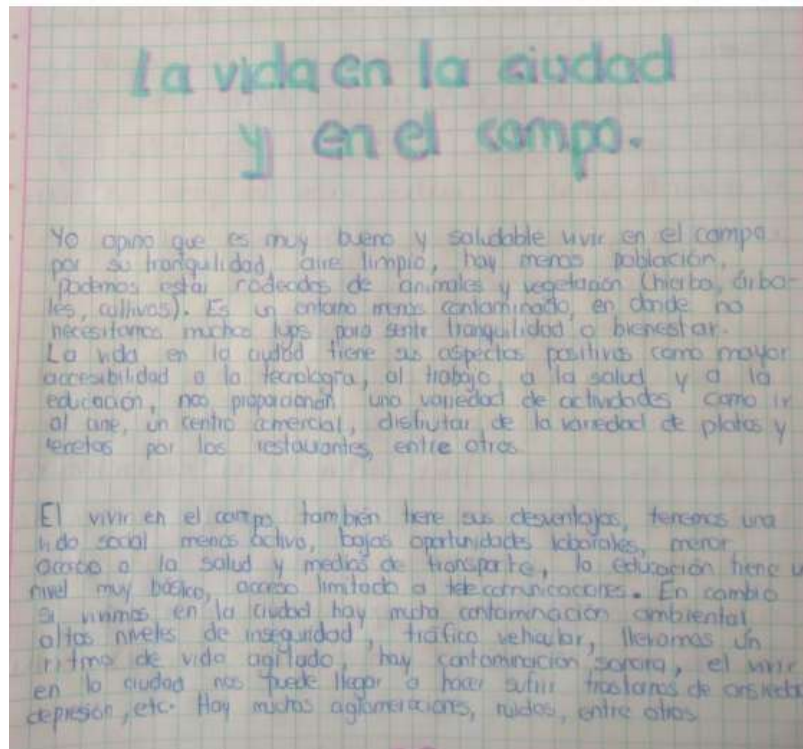 La vida en la ciudad
y en el campo.
Yo opino que es muy bueno y saludable vivir en el campo
por su tranquilidad, aire limpio, hay menos población,
podemos estar rodeados de animales y vegetación (hierba, árbo-
les, cultivos). Es un entorno menos contaminado, en donde no
necesitamos muchos lujos para sentir tranquilidad o bienestar.
La vida en la ciudad tiene sus aspectos positivos como mayor
accesibilidad a la tecnología, al trabajo, a la salud y a la
educación, nos proporcionan una variedad de actividades como ir
al cine, un centro comercial, disfrutar de la variedad de platos y
recetas por los restaurantes, entre otros
El vivir en el campo también tiene sus desventajas, tenemos una
vida social menos activa, bajas oportunidades laborales, menor
acceso a la salud y medios de transporte, la educación tiene u
nivel muy básico, acceso limitado a telecomunicaciones. En cambio
si vivimos en la ciudad hay mucha contaminación ambiental
altos niveles de inseguridad, tráfico vehicular, llevamos un
ritmo de vida agitado, hay contaminación sonora, el vivir
en la ciudad nos puede llegar a hacer sufrir trastornos de ansiedad
depresión, etc. Hay muchas aglomeraciones, ruidos, entre otros